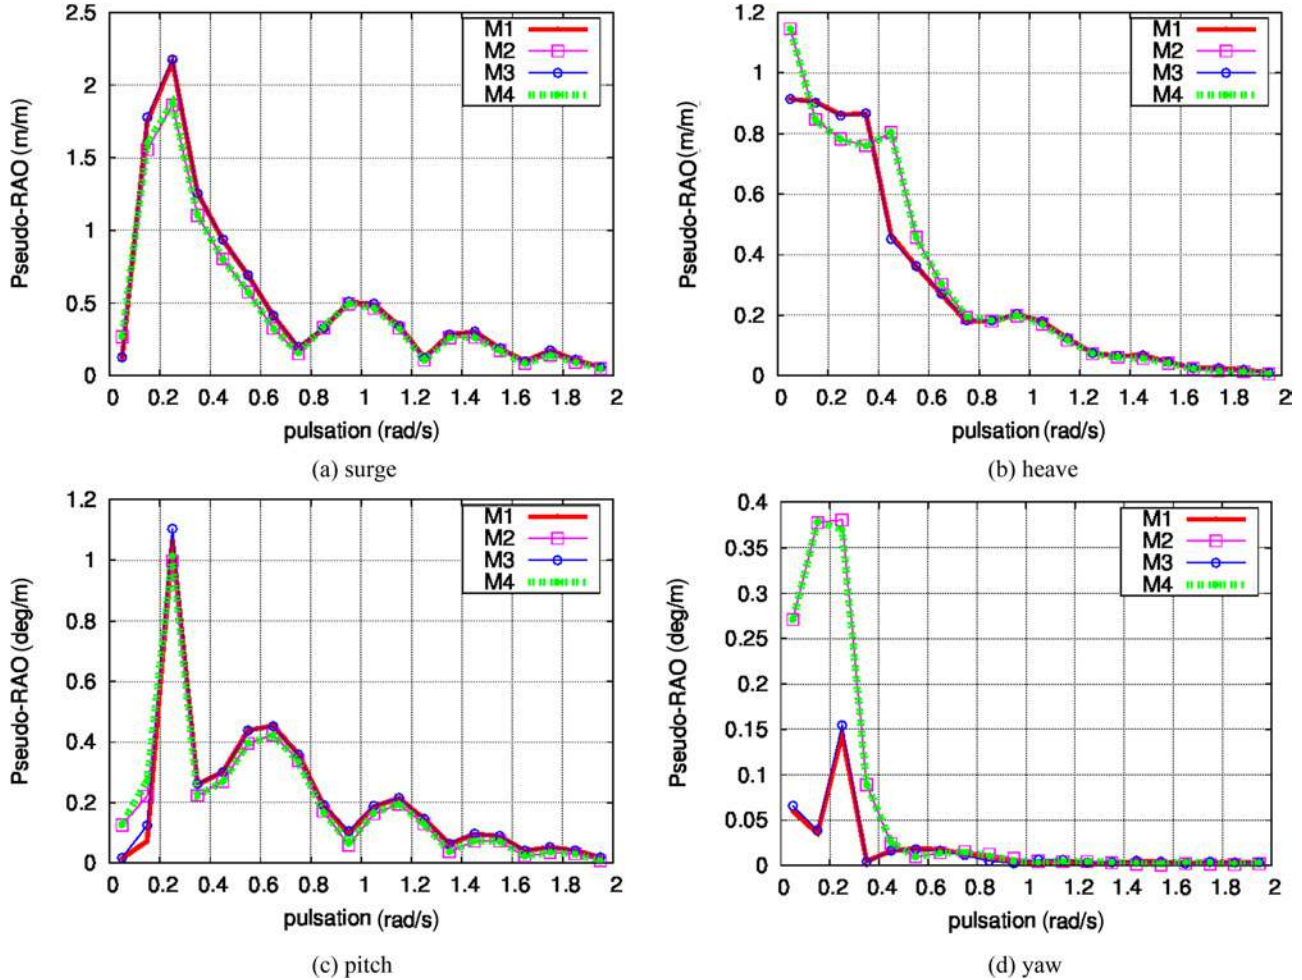 Pseudo-RAO (m/m)
2.5
2
1.5
1
0.5
0
M1
M2
M3
M4
0 0.2 0.4 0.6 0.8 1 1.2 1.4 1.6 1.8 2
pulsation (rad/s)
(a) surge
Pseudo-RAO (m/m)
1.2
1
0.8
0.6
0.4
0.2
0
M1
M2
M3
M4
0 0.2 0.4 0.6 0.8 1 1.2 1.4 1.6 1.8 2
pulsation (rad/s)
(b) heave
Pseudo-RAO (deg/m)
1.2
1
0.8
0.6
0.4
0.2
0
M1
M2
M3
M4
0 0.2 0.4 0.6 0.8 1 1.2 1.4 1.6 1.8 2
pulsation (rad/s)
(c) pitch
Pseudo-RAO (deg/m)
0.4
0.35
0.3
0.25
0.2
0.15
0.1
0.05
0
M1
M2
M3
M4
0 0.2 0.4 0.6 0.8 1 1.2 1.4 1.6 1.8 2
pulsation (rad/s)
(d) yaw